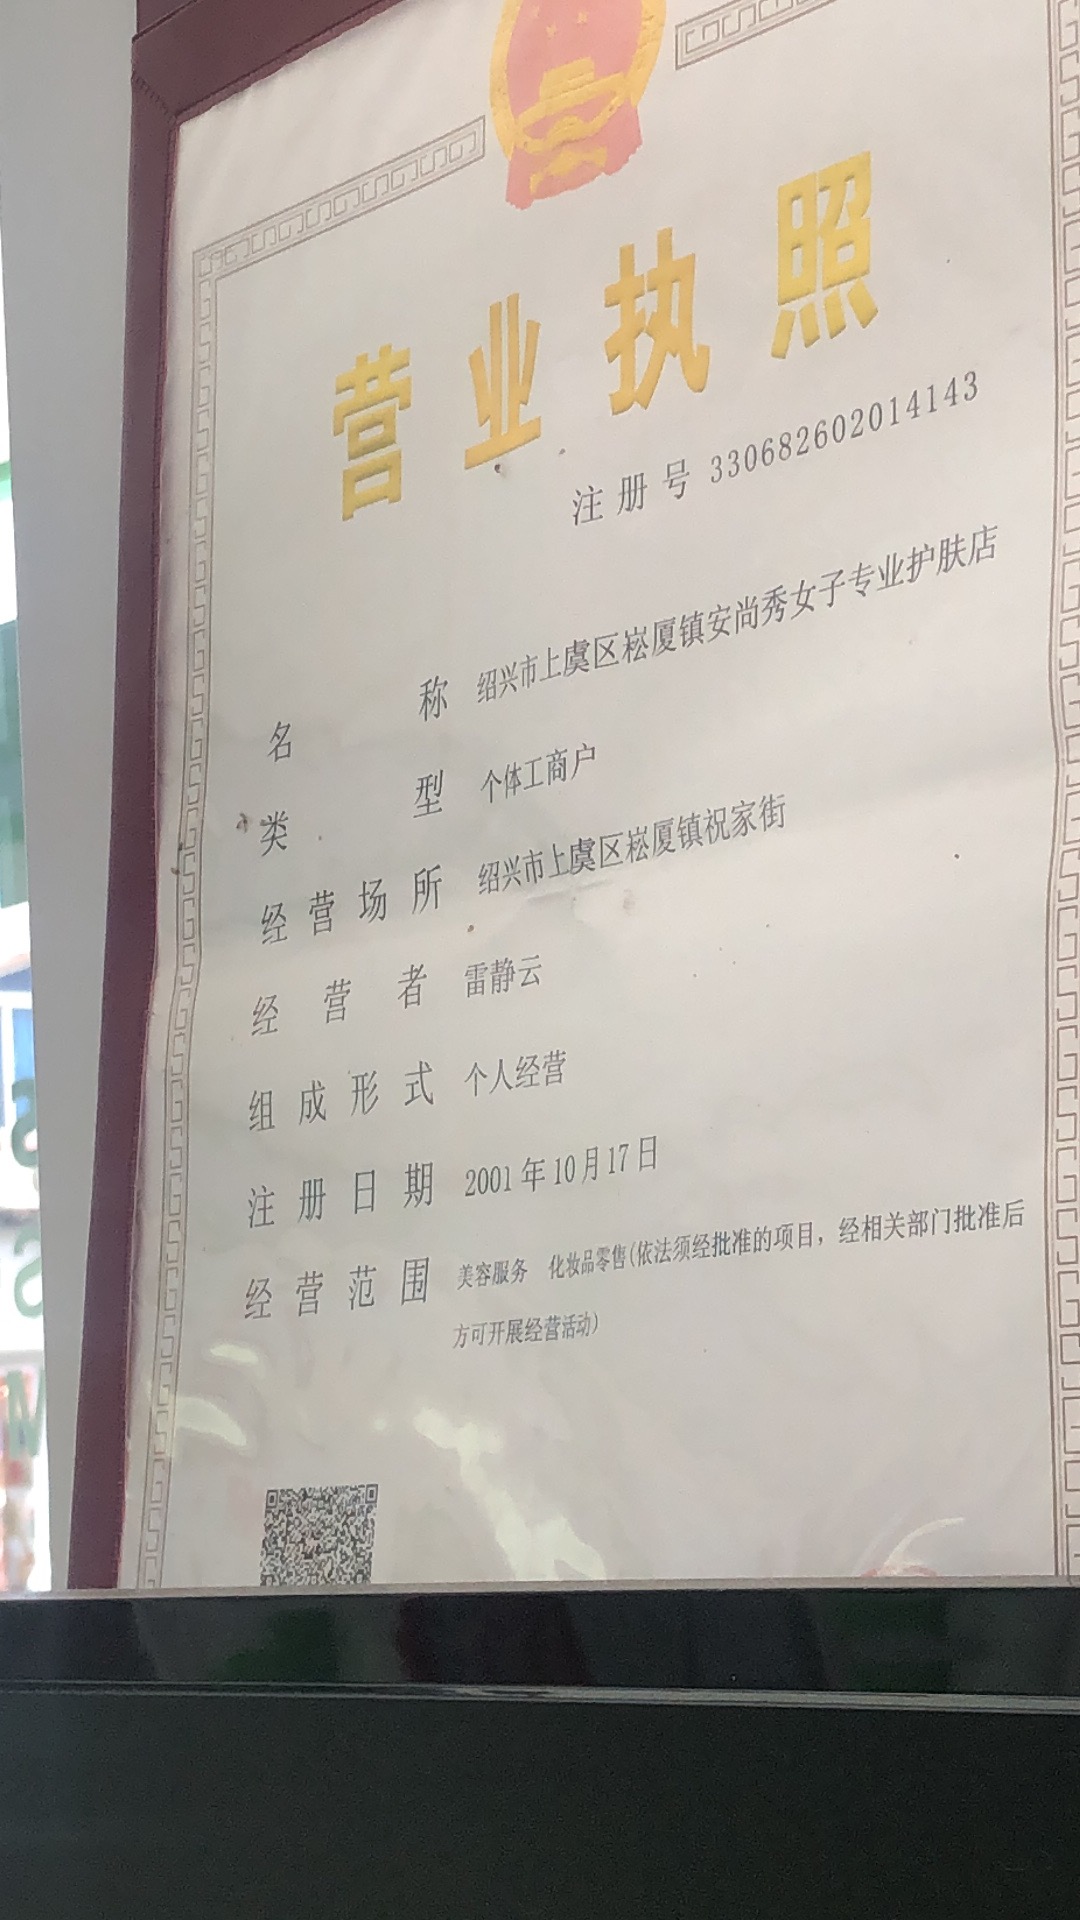 营业执照
注册号 330682602014143
名称 绍兴市上虞区崧厦镇安尚秀女子专业护肤店
类型 个体工商户
经营场所 绍兴市上虞区崧厦镇祝家街
经营者 雷静云
组成形式 个人经营
注册日期 2001年10月17日
经营范围 美容服务 化妆品零售(依法须经批准的项目，经相关部门批准后
方可开展经营活动)